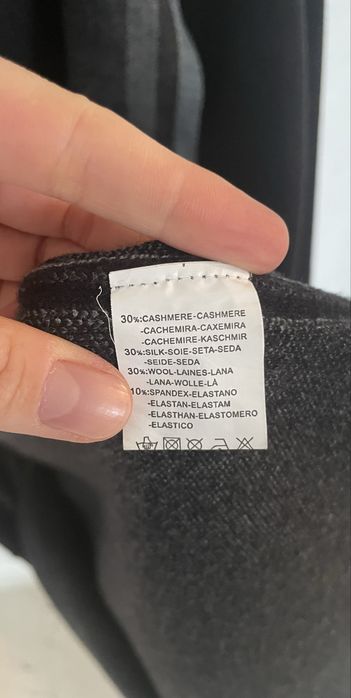 30%:CASHMERE-CASHMERE
-CACHEMIRA-CAXEMIRA
-CACHEMIRE-KASCHMIR
30%:SILK-SOIE-SETA-SEDA
-SEIDE-SEDA
30%:WOOL-LAINES-LANA
-LANA-WOLLE-LÀ
10%:SPANDEX-ELASTANO
-ELASTAN-ELASTAM
-ELASTHAN-ELASTOMERO
-ELASTICO